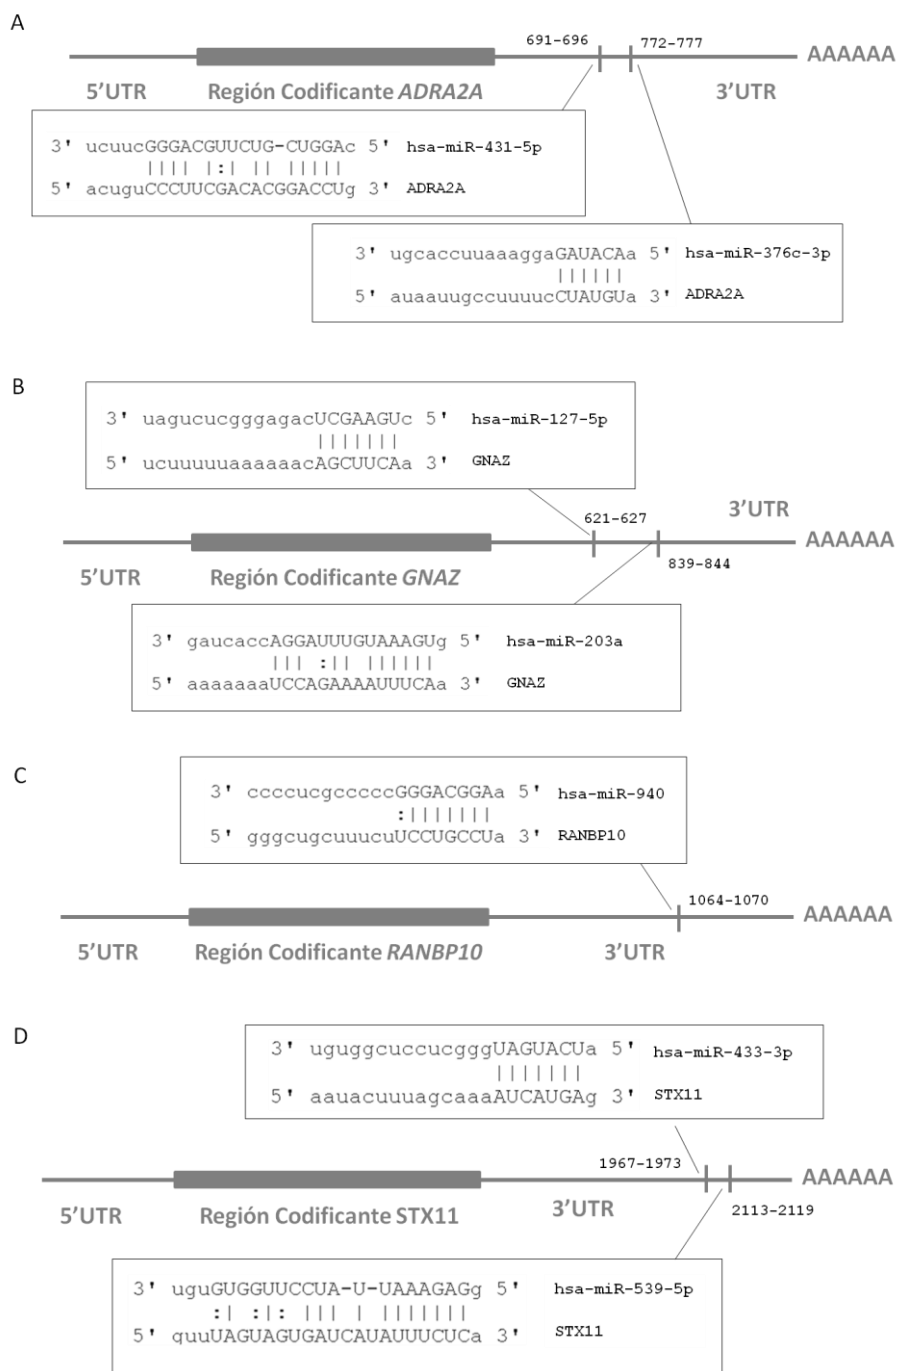 A
691-696
772-777
AAAAAA
5’UTR
Región Codificante ADRA2A
3’UTR
3' ucuucGGGACGUUCUG-CUGGAc 5' hsa-miR-431-5p
|||| |:| || |||||
5' acuguCCCUUCGACACGGACCUg 3' ADRA2A
3' ugcaccuuaaaggaGAUACAa 5' hsa-miR-376c-3p
||||||
5' auaauugccuuuucCUAUGUa 3' ADRA2A
B
3' uagucucgggagacUCGAAGUc 5' hsa-miR-127-5p
|||||||
5' ucuuuuuaaaaaacAGCUUCAa 3' GNAZ
621-627
3’UTR
AAAAAA
5’UTR
Región Codificante GNAZ
839-844
3' gaucaccAGGAUUUGUAAAGUg 5' hsa-miR-203a
||| :|| ||||||
5' aaaaaaaUCCAGAAAAUUUCAa 3' GNAZ
C
3' ccccucgcccccGGGACGGAa 5' hsa-miR-940
:|||||||
5' gggcugcuuucuUCCUGCCUa 3' RANBP10
1064-1070
AAAAAA
5’UTR
Región Codificante RANBP10
3’UTR
D
3' uguggcuccucgggUAGUACUa 5' hsa-miR-433-3p
|||||||
5' aauacuuuagcaaaAUCAUGAg 3' STX11
1967-1973
AAAAAA
5’UTR
Región Codificante STX11
3’UTR
2113-2119
3' uguGUGGUUCCUA-U-UAAAGAGg 5' hsa-miR-539-5p
:| :|: ||| | |||||||
5' guuUAGUAGUGAUCAUAUUUCUCa 3' STX11